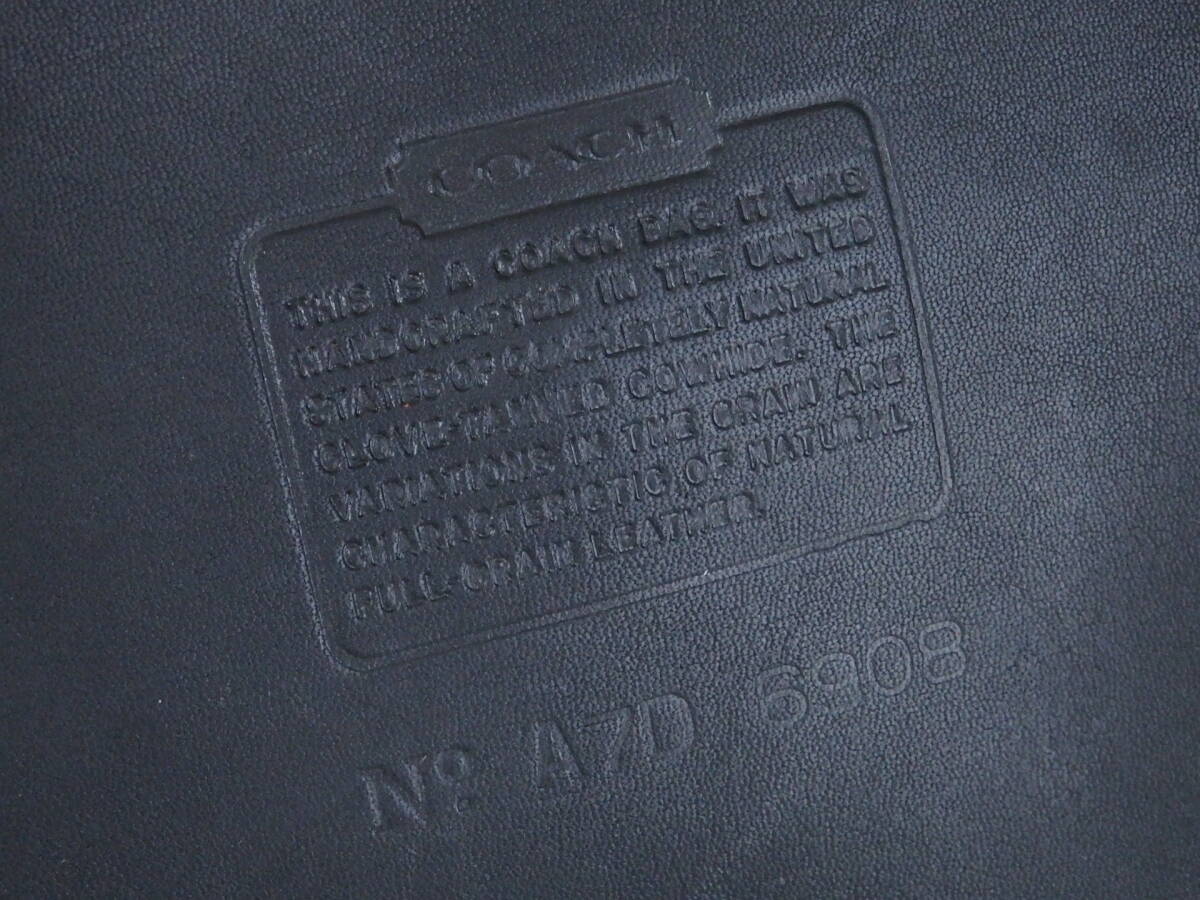 COACH
THIS IS A COACH BAG. IT WAS
HANDCRAFTED IN THE UNITED
STATES OF COMPLETELY NATURAL
GLOVE-TANNED COWHIDE. THE
VARIATIONS IN THE GRAIN ARE
CHARACTERISTIC OF NATURAL
FULL-GRAIN LEATHER.
Nº A7D 6908